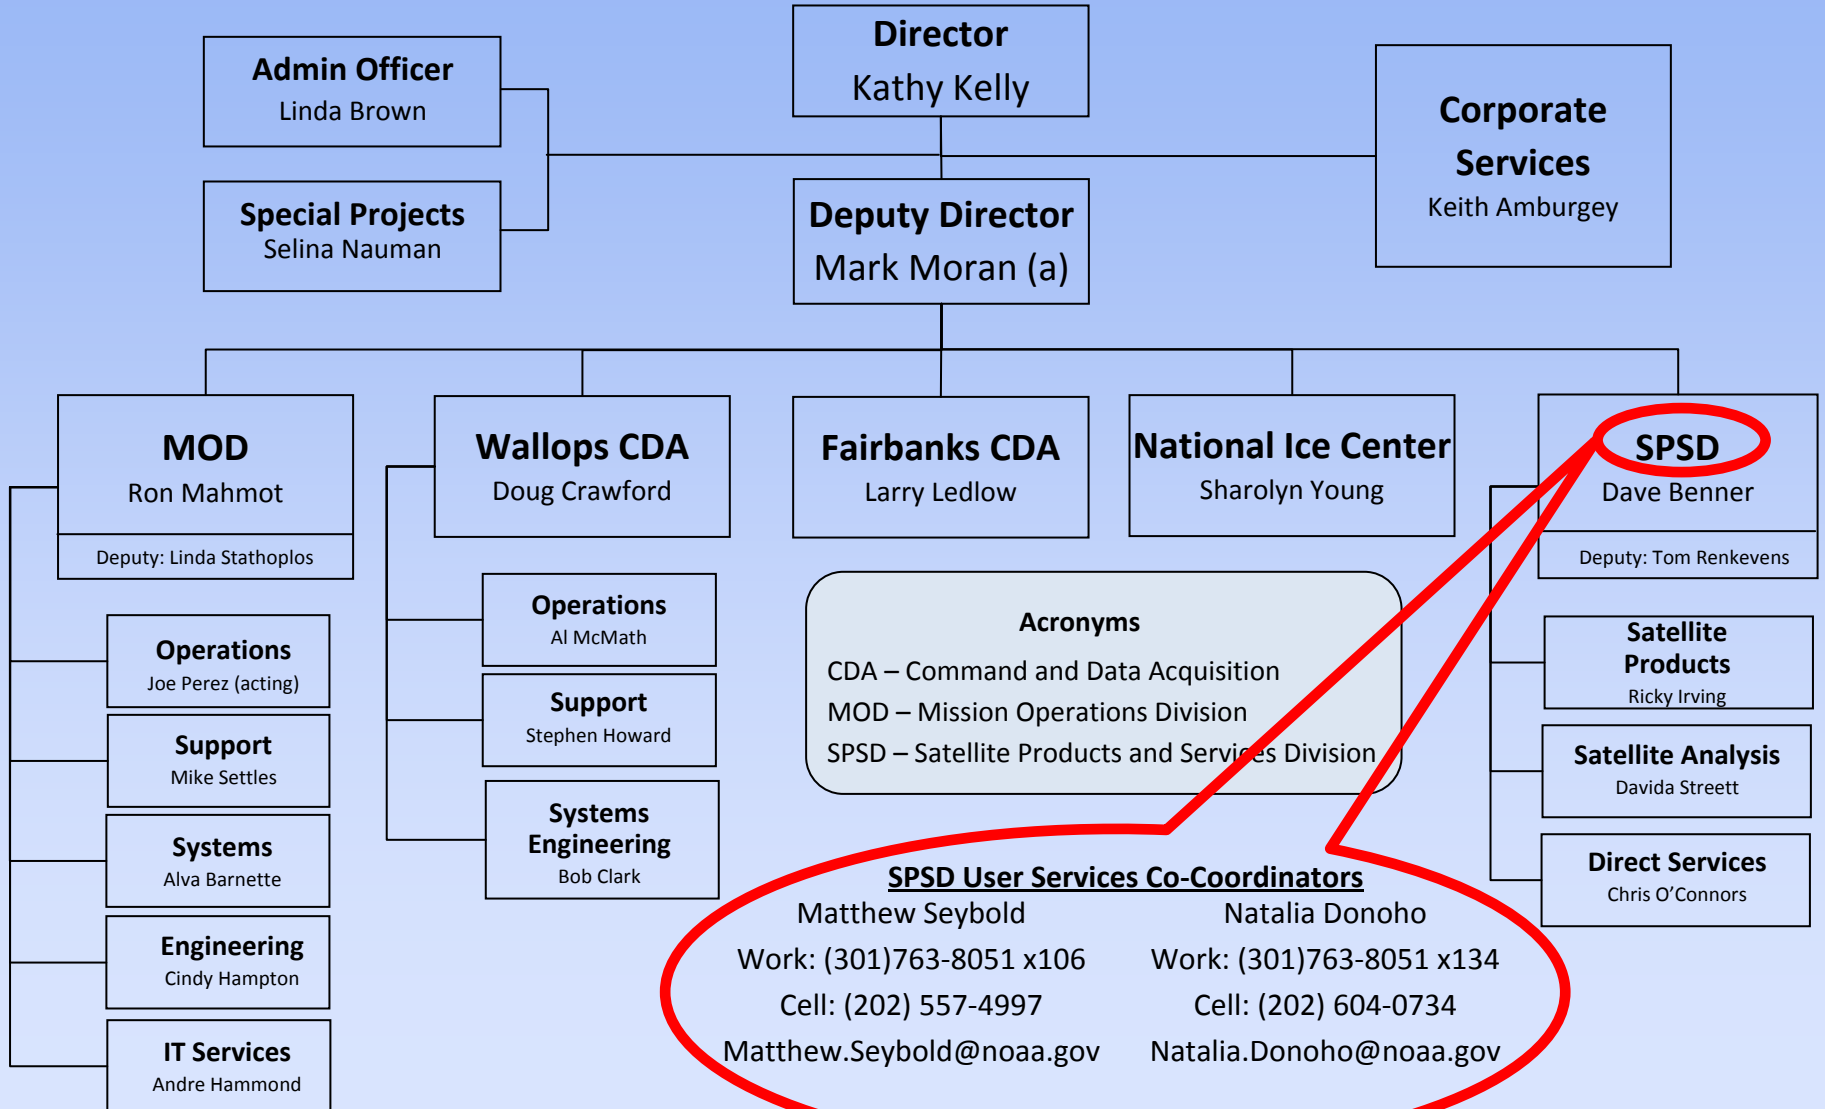 Director
Kathy Kelly
Admin Officer
Linda Brown
Special Projects
Selina Nauman
Corporate
Services
Keith Amburgey
Deputy Director
Mark Moran (a)
MOD
Ron Mahmot
Deputy: Linda Stathoplos
Operations
Joe Perez (acting)
Support
Mike Settles
Systems
Alva Barnette
Engineering
Cindy Hampton
IT Services
Andre Hammond
Wallops CDA
Doug Crawford
Operations
Al McMath
Support
Stephen Howard
Systems
Engineering
Bob Clark
Fairbanks CDA
Larry Ledlow
National Ice Center
Sharolyn Young
SPSD
Dave Benner
Deputy: Tom Renkevens
Satellite
Products
Ricky Irving
Satellite Analysis
Davida Streett
Direct Services
Chris O’Connors
Acronyms
CDA – Command and Data Acquisition
MOD – Mission Operations Division
SPSD – Satellite Products and Services Division
SPSD User Services Co-Coordinators
Matthew Seybold
Work: (301)763-8051 x106
Cell: (202) 557-4997
Matthew.Seybold@noaa.gov
Natalia Donoho
Work: (301)763-8051 x134
Cell: (202) 604-0734
Natalia.Donoho@noaa.gov